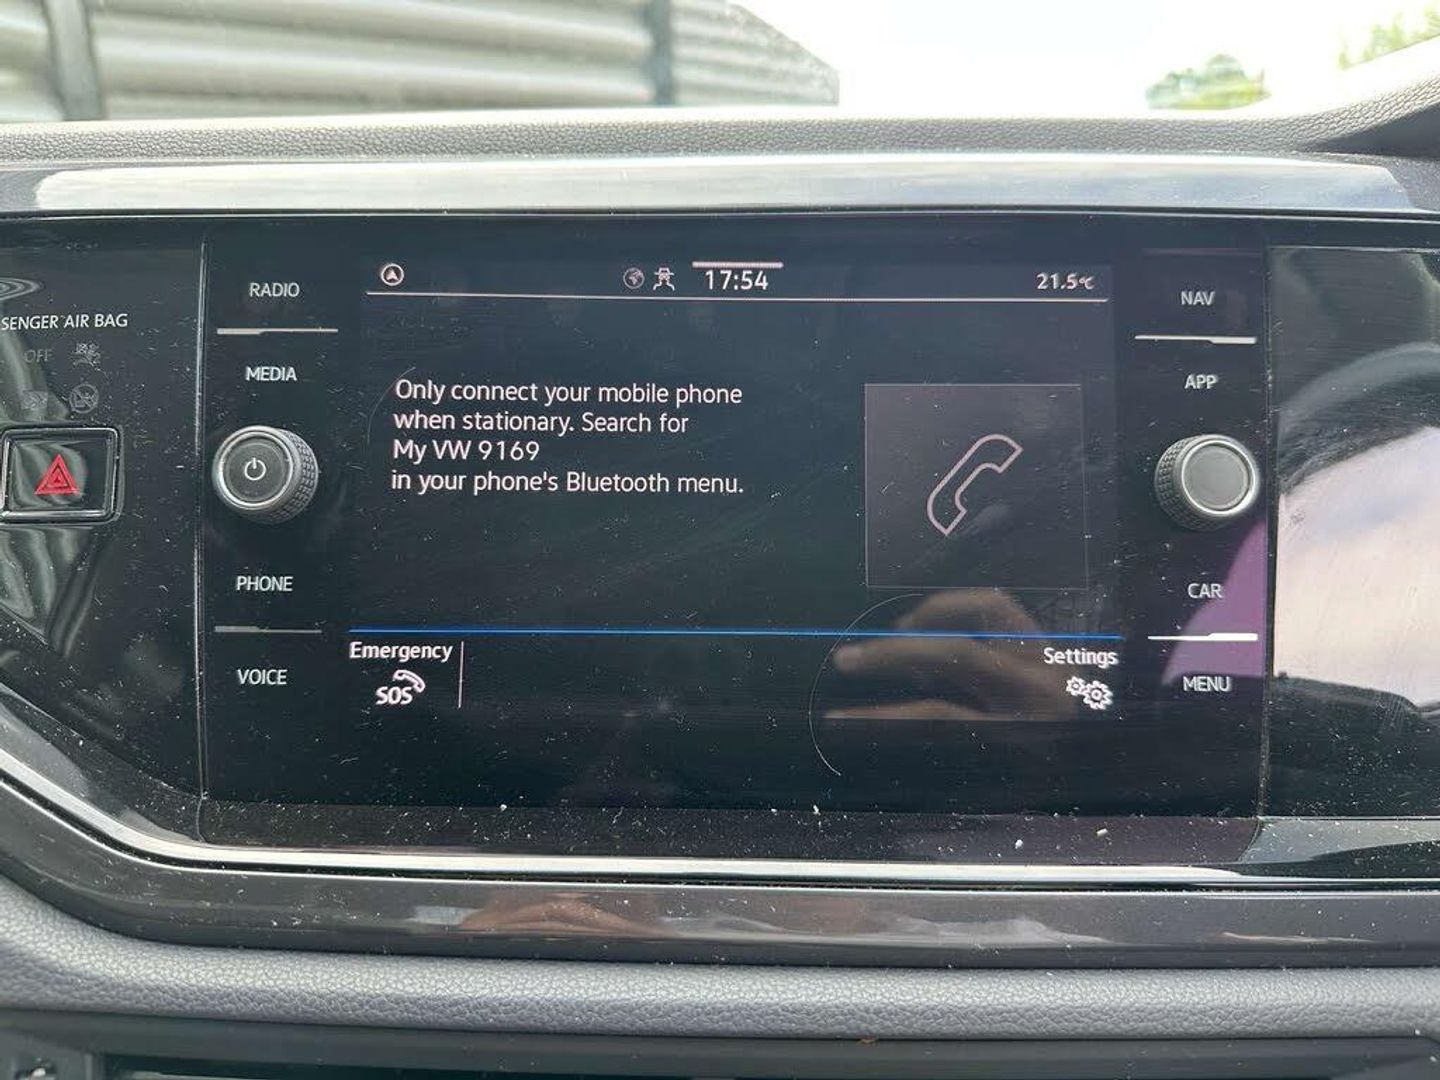 RADIO
MEDIA
PHONE
VOICE
SENGER AIR BAG
OFF
17:54
21.5°C
Only connect your mobile phone
when stationary. Search for
My VW 9169
in your phone's Bluetooth menu.
Emergency
SOS
Settings
NAV
APP
CAR
MENU